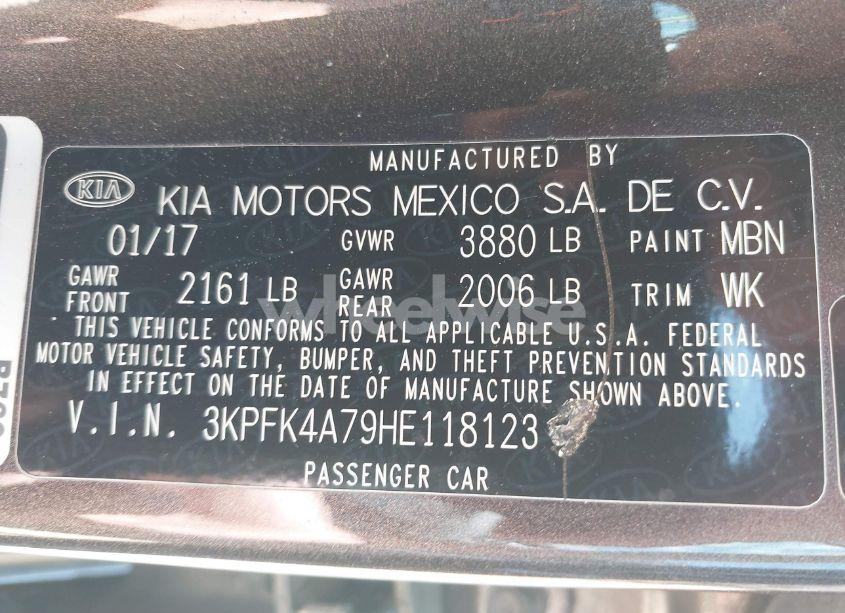 MANUFACTURED BY
KIA KIA MOTORS MEXICO S.A. DE C.V.
01/17 GVWR 3880 LB PAINT MBN
GAWR FRONT 2161 LB GAWR REAR 2006 LB TRIM WK
wheelwise
THIS VEHICLE CONFORMS TO ALL APPLICABLE U.S.A. FEDERAL
MOTOR VEHICLE SAFETY, BUMPER, AND THEFT PREVENTION STANDARDS
IN EFFECT ON THE DATE OF MANUFACTURE SHOWN ABOVE.
V.I.N. 3KPFK4A79HE118123
PASSENGER CAR